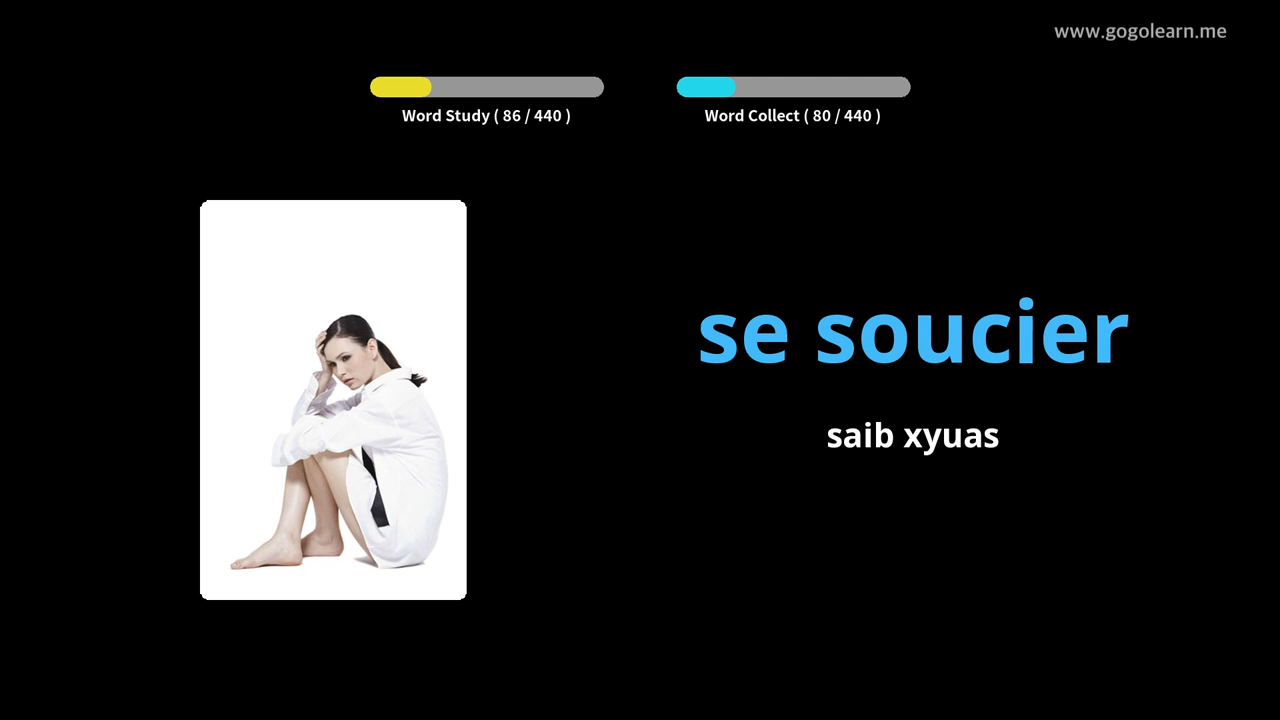 www.gogolearn.me
Word Study ( 86 / 440 )
Word Collect ( 80 / 440 )
se soucier
saib xyuas